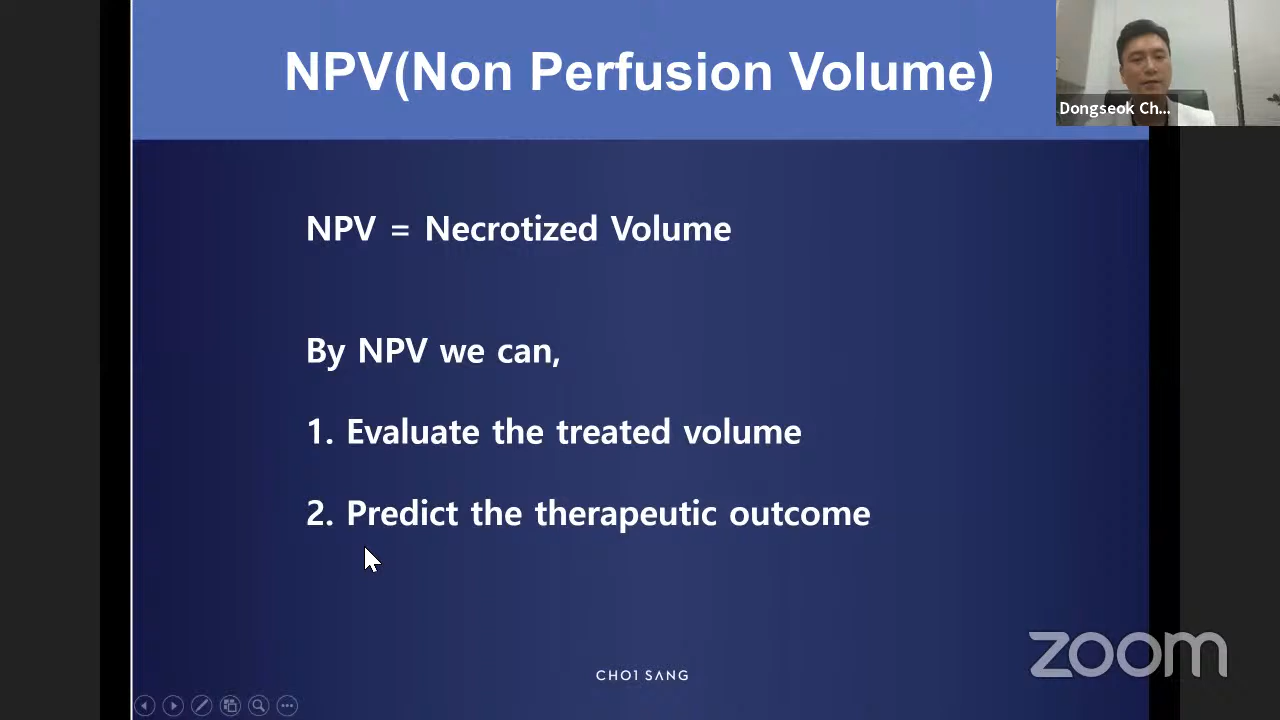 NPV(Non Perfusion Volume)
Dongseok Ch...
NPV = Necrotized Volume
By NPV we can,
1. Evaluate the treated volume
2. Predict the therapeutic outcome
CHOI SANG
zoom